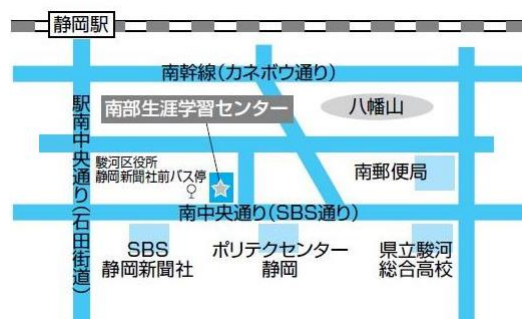 静岡駅
南幹線(カネボウ通り)
南部生涯学習センター
八幡山
駅南中央通り(石田街道)
駿河区役所
静岡新聞社前バス停
南郵便局
南中央通り(SBS通り)
SBS
静岡新聞社
ポリテクセンター
静岡
県立駿河
総合高校